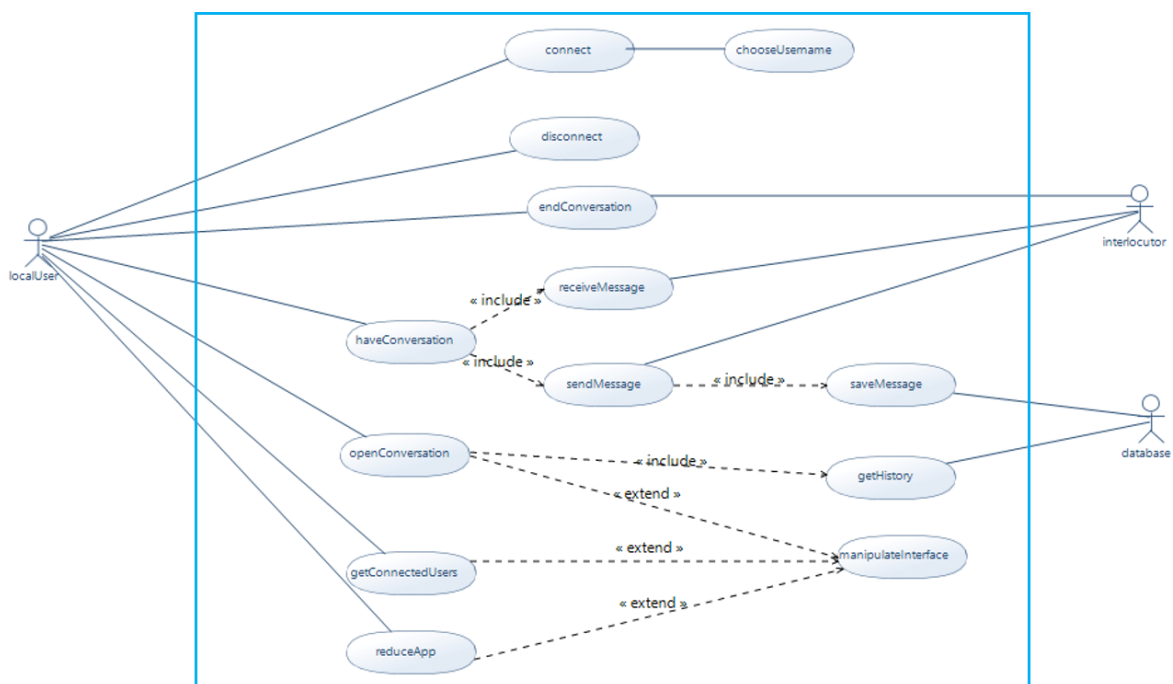 connect
chooseUsername
disconnect
endConversation
interlocutor
localUser
receiveMessage
« include »
haveConversation
« include »
sendMessage
« include »
saveMessage
openConversation
« include »
database
getHistory
« extend »
« extend »
manipulateInterface
getConnectedUsers
« extend »
reduceApp